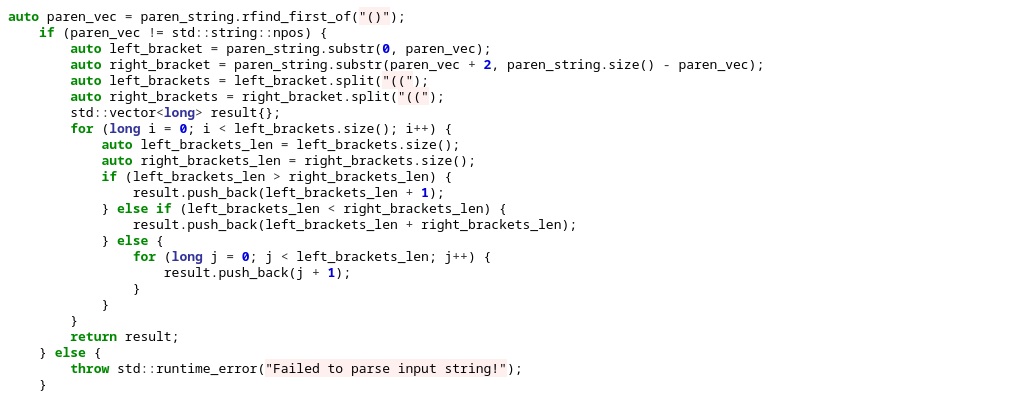 auto paren_vec = paren_string.rfind_first_of("()");
    if (paren_vec != std::string::npos) {
        auto left_bracket = paren_string.substr(0, paren_vec);
        auto right_bracket = paren_string.substr(paren_vec + 2, paren_string.size() - paren_vec);
        auto left_brackets = left_bracket.split("((");
        auto right_brackets = right_bracket.split("((");
        std::vector<long> result{};
        for (long i = 0; i < left_brackets.size(); i++) {
            auto left_brackets_len = left_brackets.size();
            auto right_brackets_len = right_brackets.size();
            if (left_brackets_len > right_brackets_len) {
                result.push_back(left_brackets_len + 1);
            } else if (left_brackets_len < right_brackets_len) {
                result.push_back(left_brackets_len + right_brackets_len);
            } else {
                for (long j = 0; j < left_brackets_len; j++) {
                    result.push_back(j + 1);
                }
            }
        }
        return result;
    } else {
        throw std::runtime_error("Failed to parse input string!");
    }